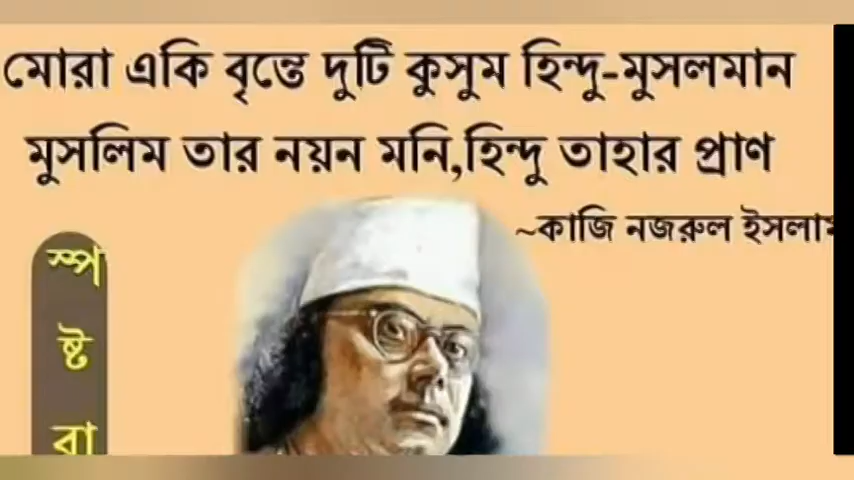 মোরা একি বৃন্তে দুটি কুসুম হিন্দু-মুসলমান
মুসলিম তার নয়ন মনি,হিন্দু তাহার প্রাণ
~কাজি নজরুল ইসলাম
স্প
ষ্ট
বা